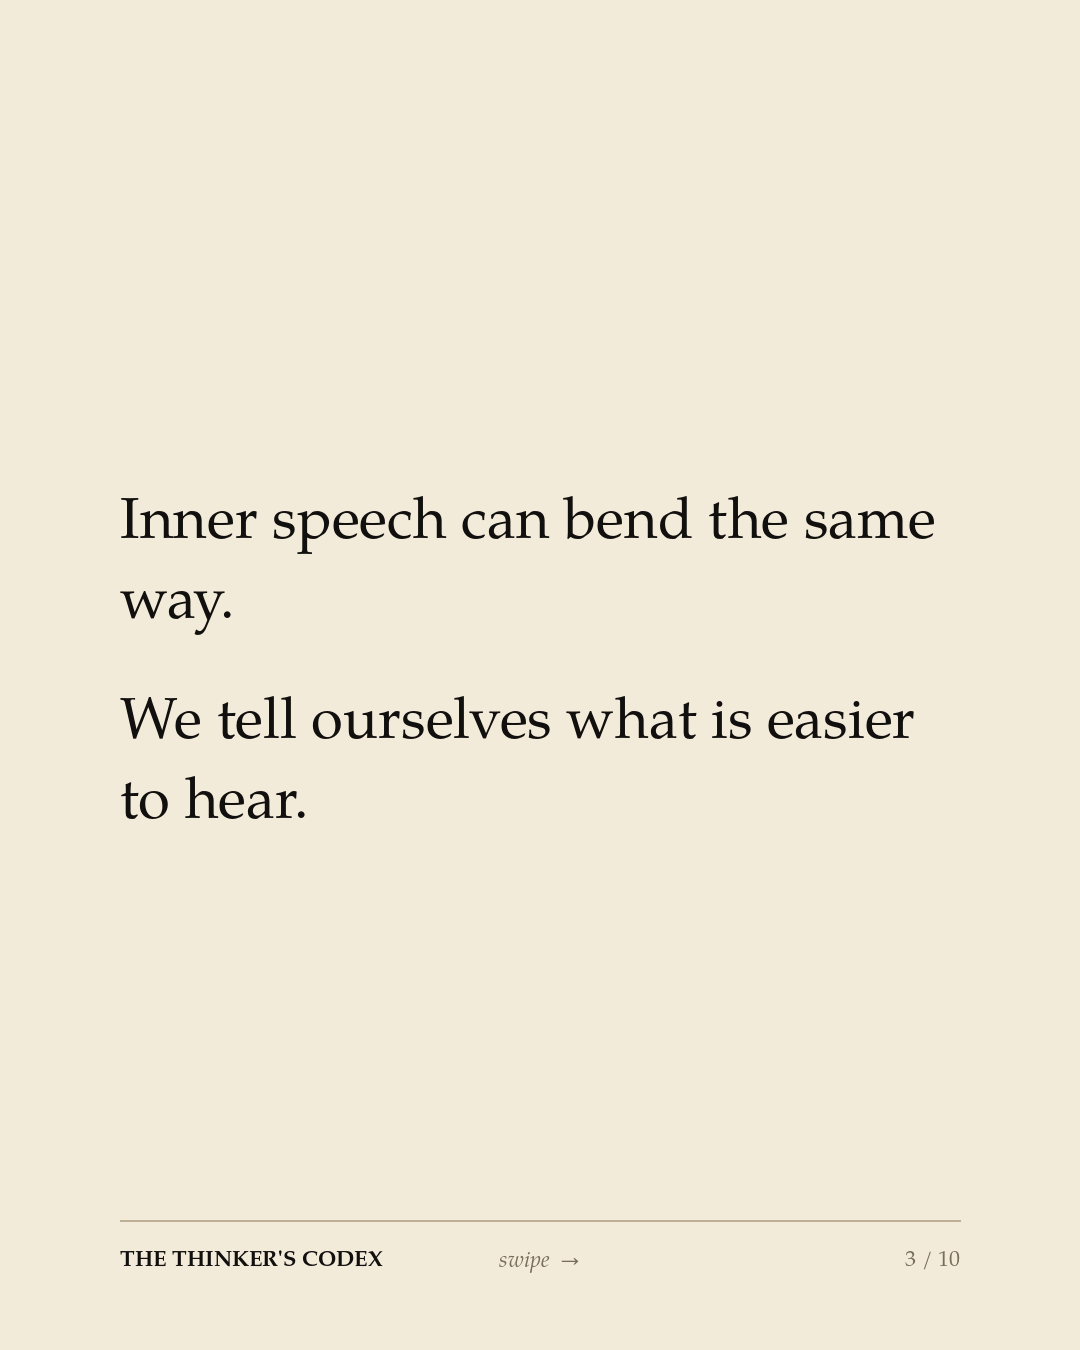 Inner speech can bend the same
way.
We tell ourselves what is easier
to hear.
THE THINKER'S CODEX swipe → 3 / 10